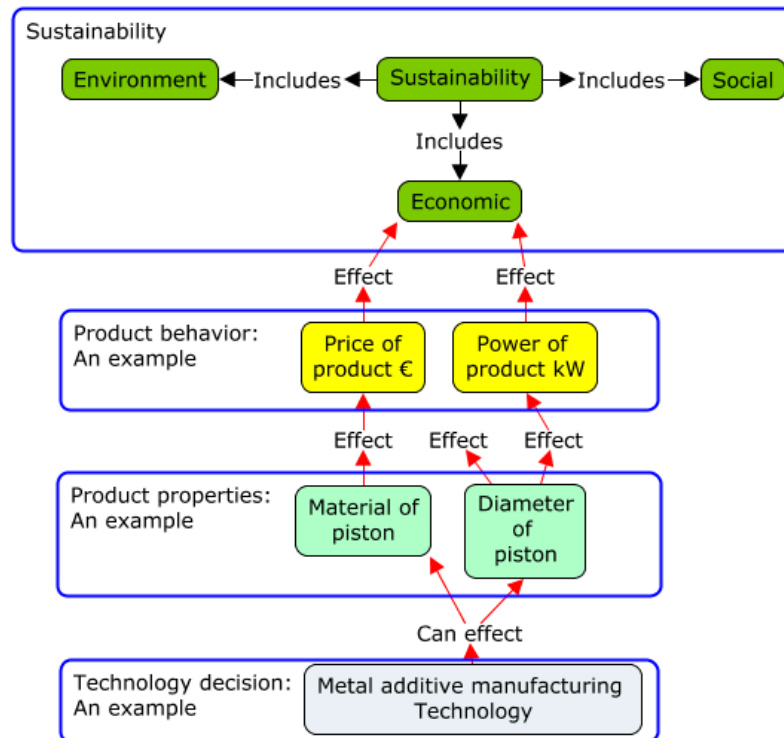 Sustainability
Environment Includes Sustainability Includes Social
Includes
Economic
Effect Effect
Product behavior:
An example
Price of
product €
Power of
product kW
Effect Effect Effect
Product properties:
An example
Material of
piston
Diameter
of
piston
Can effect
Technology decision:
An example
Metal additive manufacturing
Technology